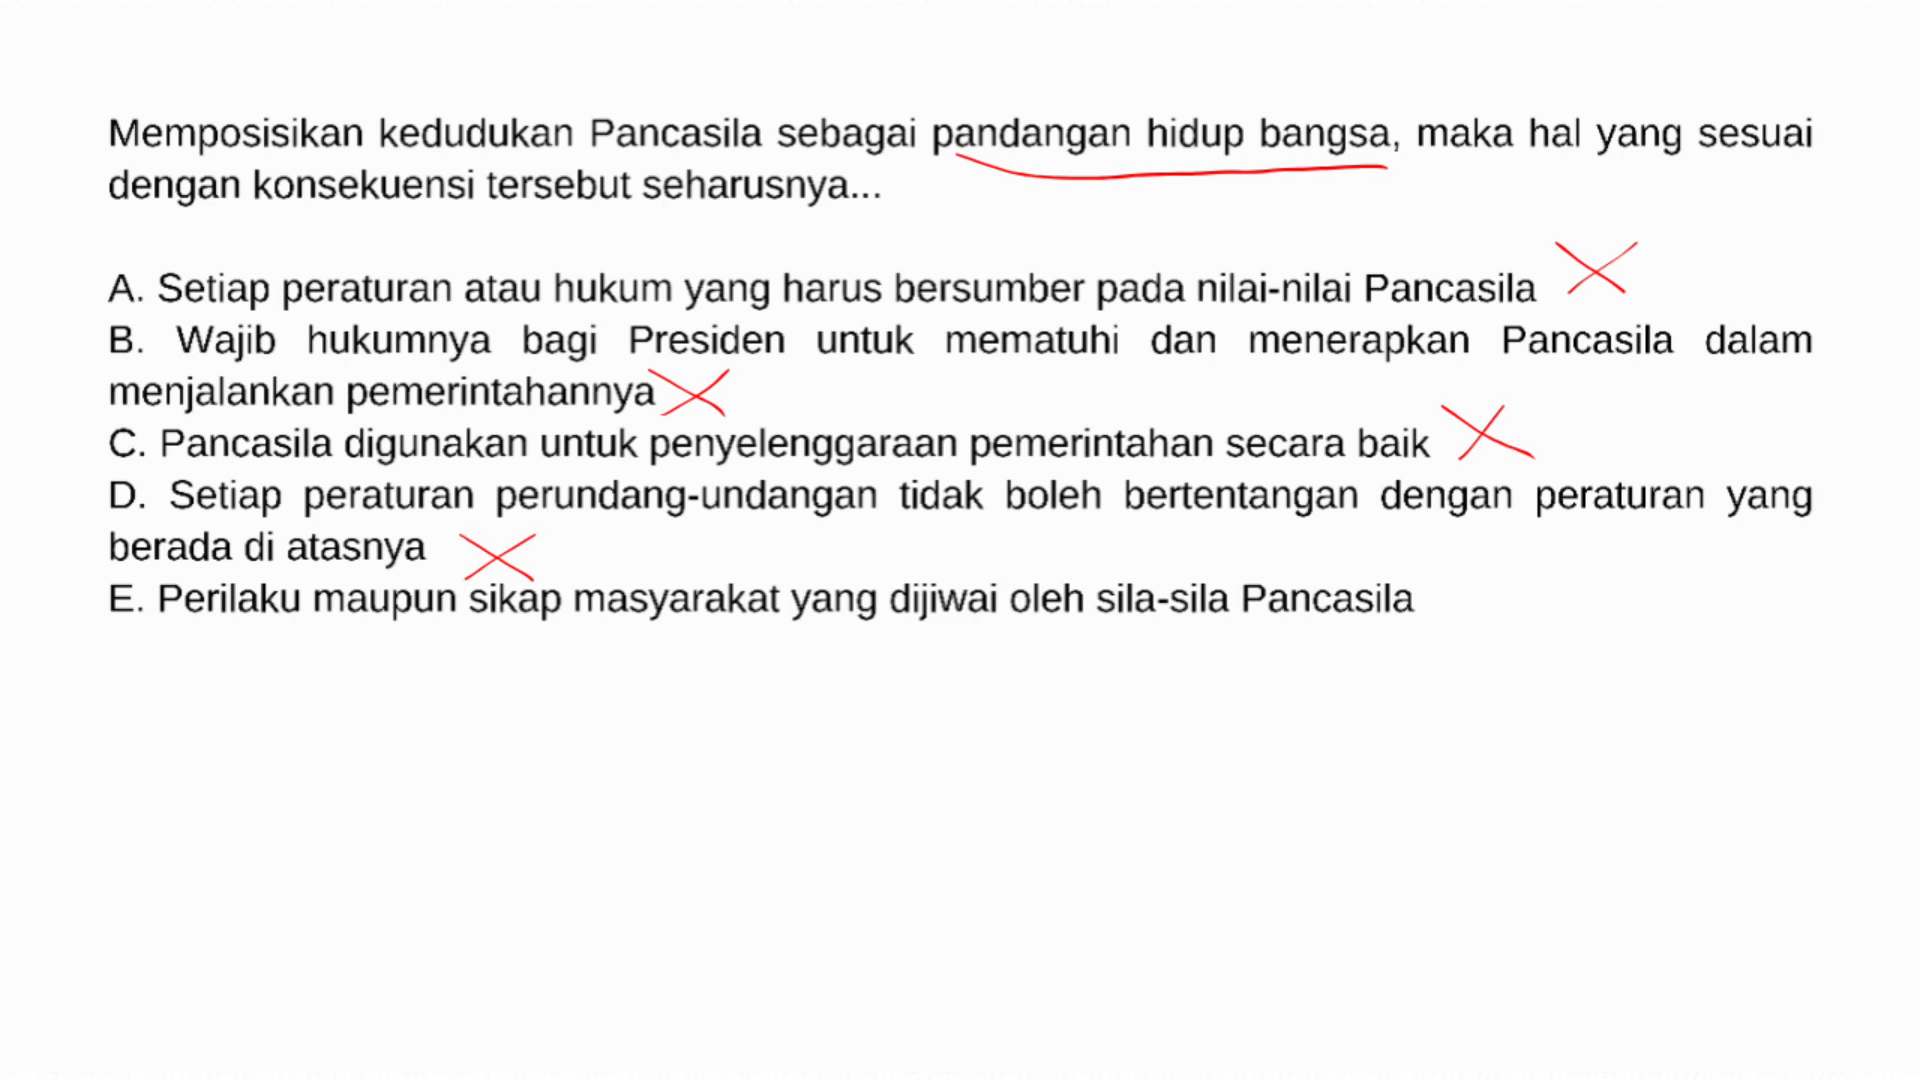 Memposisikan kedudukan Pancasila sebagai pandangan hidup bangsa, maka hal yang sesuai
dengan konsekuensi tersebut seharusnya...
A. Setiap peraturan atau hukum yang harus bersumber pada nilai-nilai Pancasila
B. Wajib hukumnya bagi Presiden untuk mematuhi dan menerapkan Pancasila dalam
menjalankan pemerintahannya
C. Pancasila digunakan untuk penyelenggaraan pemerintahan secara baik
D. Setiap peraturan perundang-undangan tidak boleh bertentangan dengan peraturan yang
berada di atasnya
E. Perilaku maupun sikap masyarakat yang dijiwai oleh sila-sila Pancasila